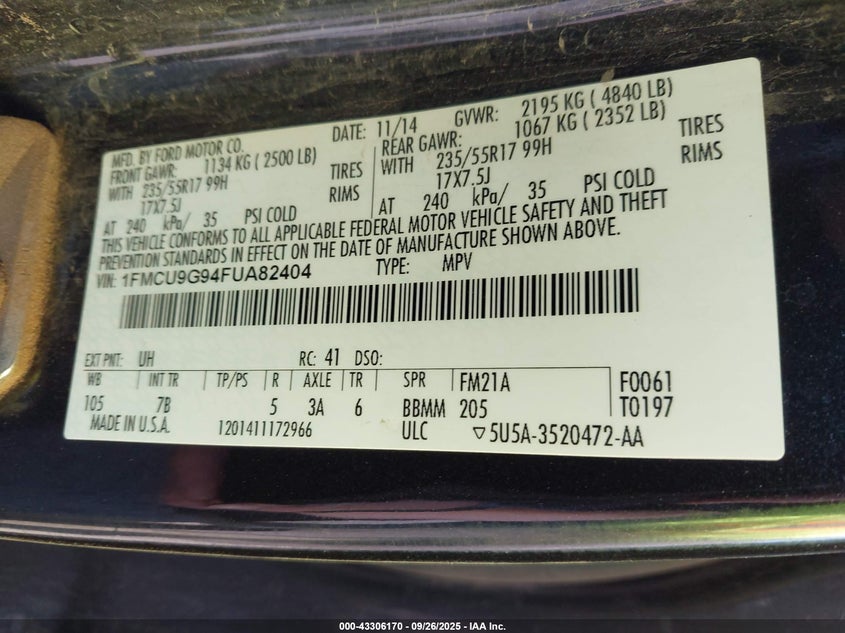 MFD. BY FORD MOTOR CO.
DATE: 11/14
GVWR: 2195 KG ( 4840 LB)
FRONT GAWR: 1134 KG ( 2500 LB)
WITH 235/55R17 99H TIRES
17X7.5J RIMS
AT 240 kPa/ 35 PSI COLD
REAR GAWR: 1067 KG ( 2352 LB)
WITH 235/55R17 99H TIRES
17X7.5J RIMS
AT 240 kPa/ 35 PSI COLD
THIS VEHICLE CONFORMS TO ALL APPLICABLE FEDERAL MOTOR VEHICLE SAFETY AND THEFT
PREVENTION STANDARDS IN EFFECT ON THE DATE OF MANUFACTURE SHOWN ABOVE.
VIN: 1FMCU9G94FUA82404 TYPE: MPV
EXT PNT: UH RC: 41 DSO:
WB INT TR TP/PS R AXLE TR SPR FM21A F0061
105 7B 5 3A 6 BBMM 205 T0197
MADE IN U.S.A. 1201411172966 ULC ▽5U5A-3520472-AA
000-43306170 - 09/26/2025 - IAA Inc.